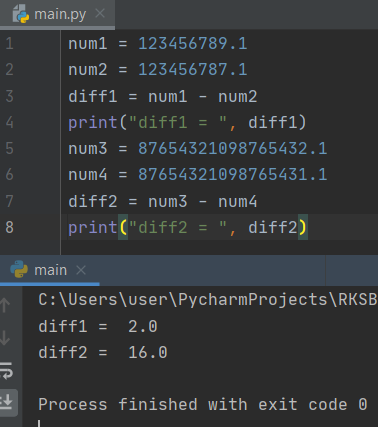 main.py
1 num1 = 123456789.1
2 num2 = 123456787.1
3 diff1 = num1 - num2
4 print("diff1 = ", diff1)
5 num3 = 87654321098765432.1
6 num4 = 87654321098765431.1
7 diff2 = num3 - num4
8 print("diff2 = ", diff2)
main
C:\Users\user\PycharmProjects\RKSB
diff1 =  2.0
diff2 =  16.0
Process finished with exit code 0